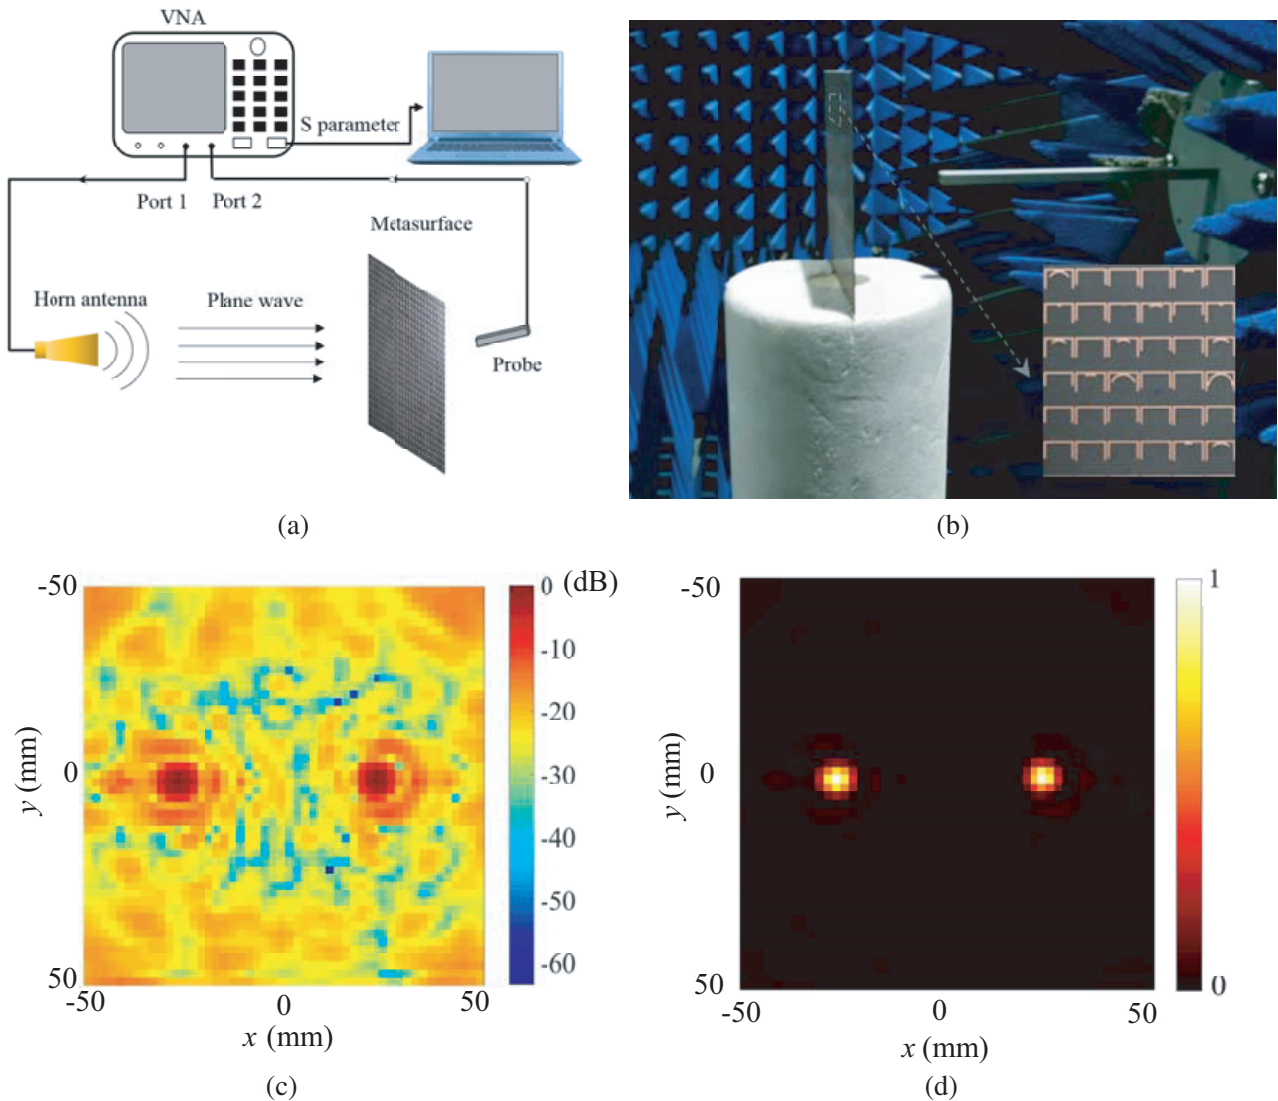 VNA
S parameter
Port 1
Port 2
Metasurface
Horn antenna
Plane wave
Probe
(a)
(b)
-50
0
50
y (mm)
-50
0
50
x (mm)
0 (dB)
-10
-20
-30
-40
-50
-60
(c)
-50
0
50
y (mm)
-50
0
50
x (mm)
1
0
(d)